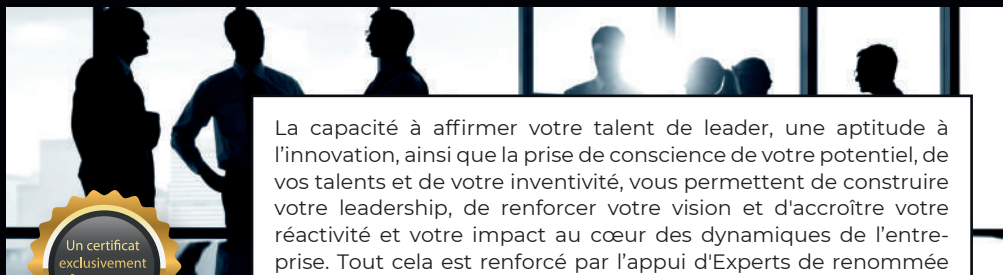 La capacité à affirmer votre talent de leader, une aptitude à
l'innovation, ainsi que la prise de conscience de votre potentiel, de
vos talents et de votre inventivité, vous permettent de construire
votre leadership, de renforcer votre vision et d'accroître votre
réactivité et votre impact au cœur des dynamiques de l'entre-
prise. Tout cela est renforcé par l'appui d'Experts de renommée
Un certificat
exclusivement